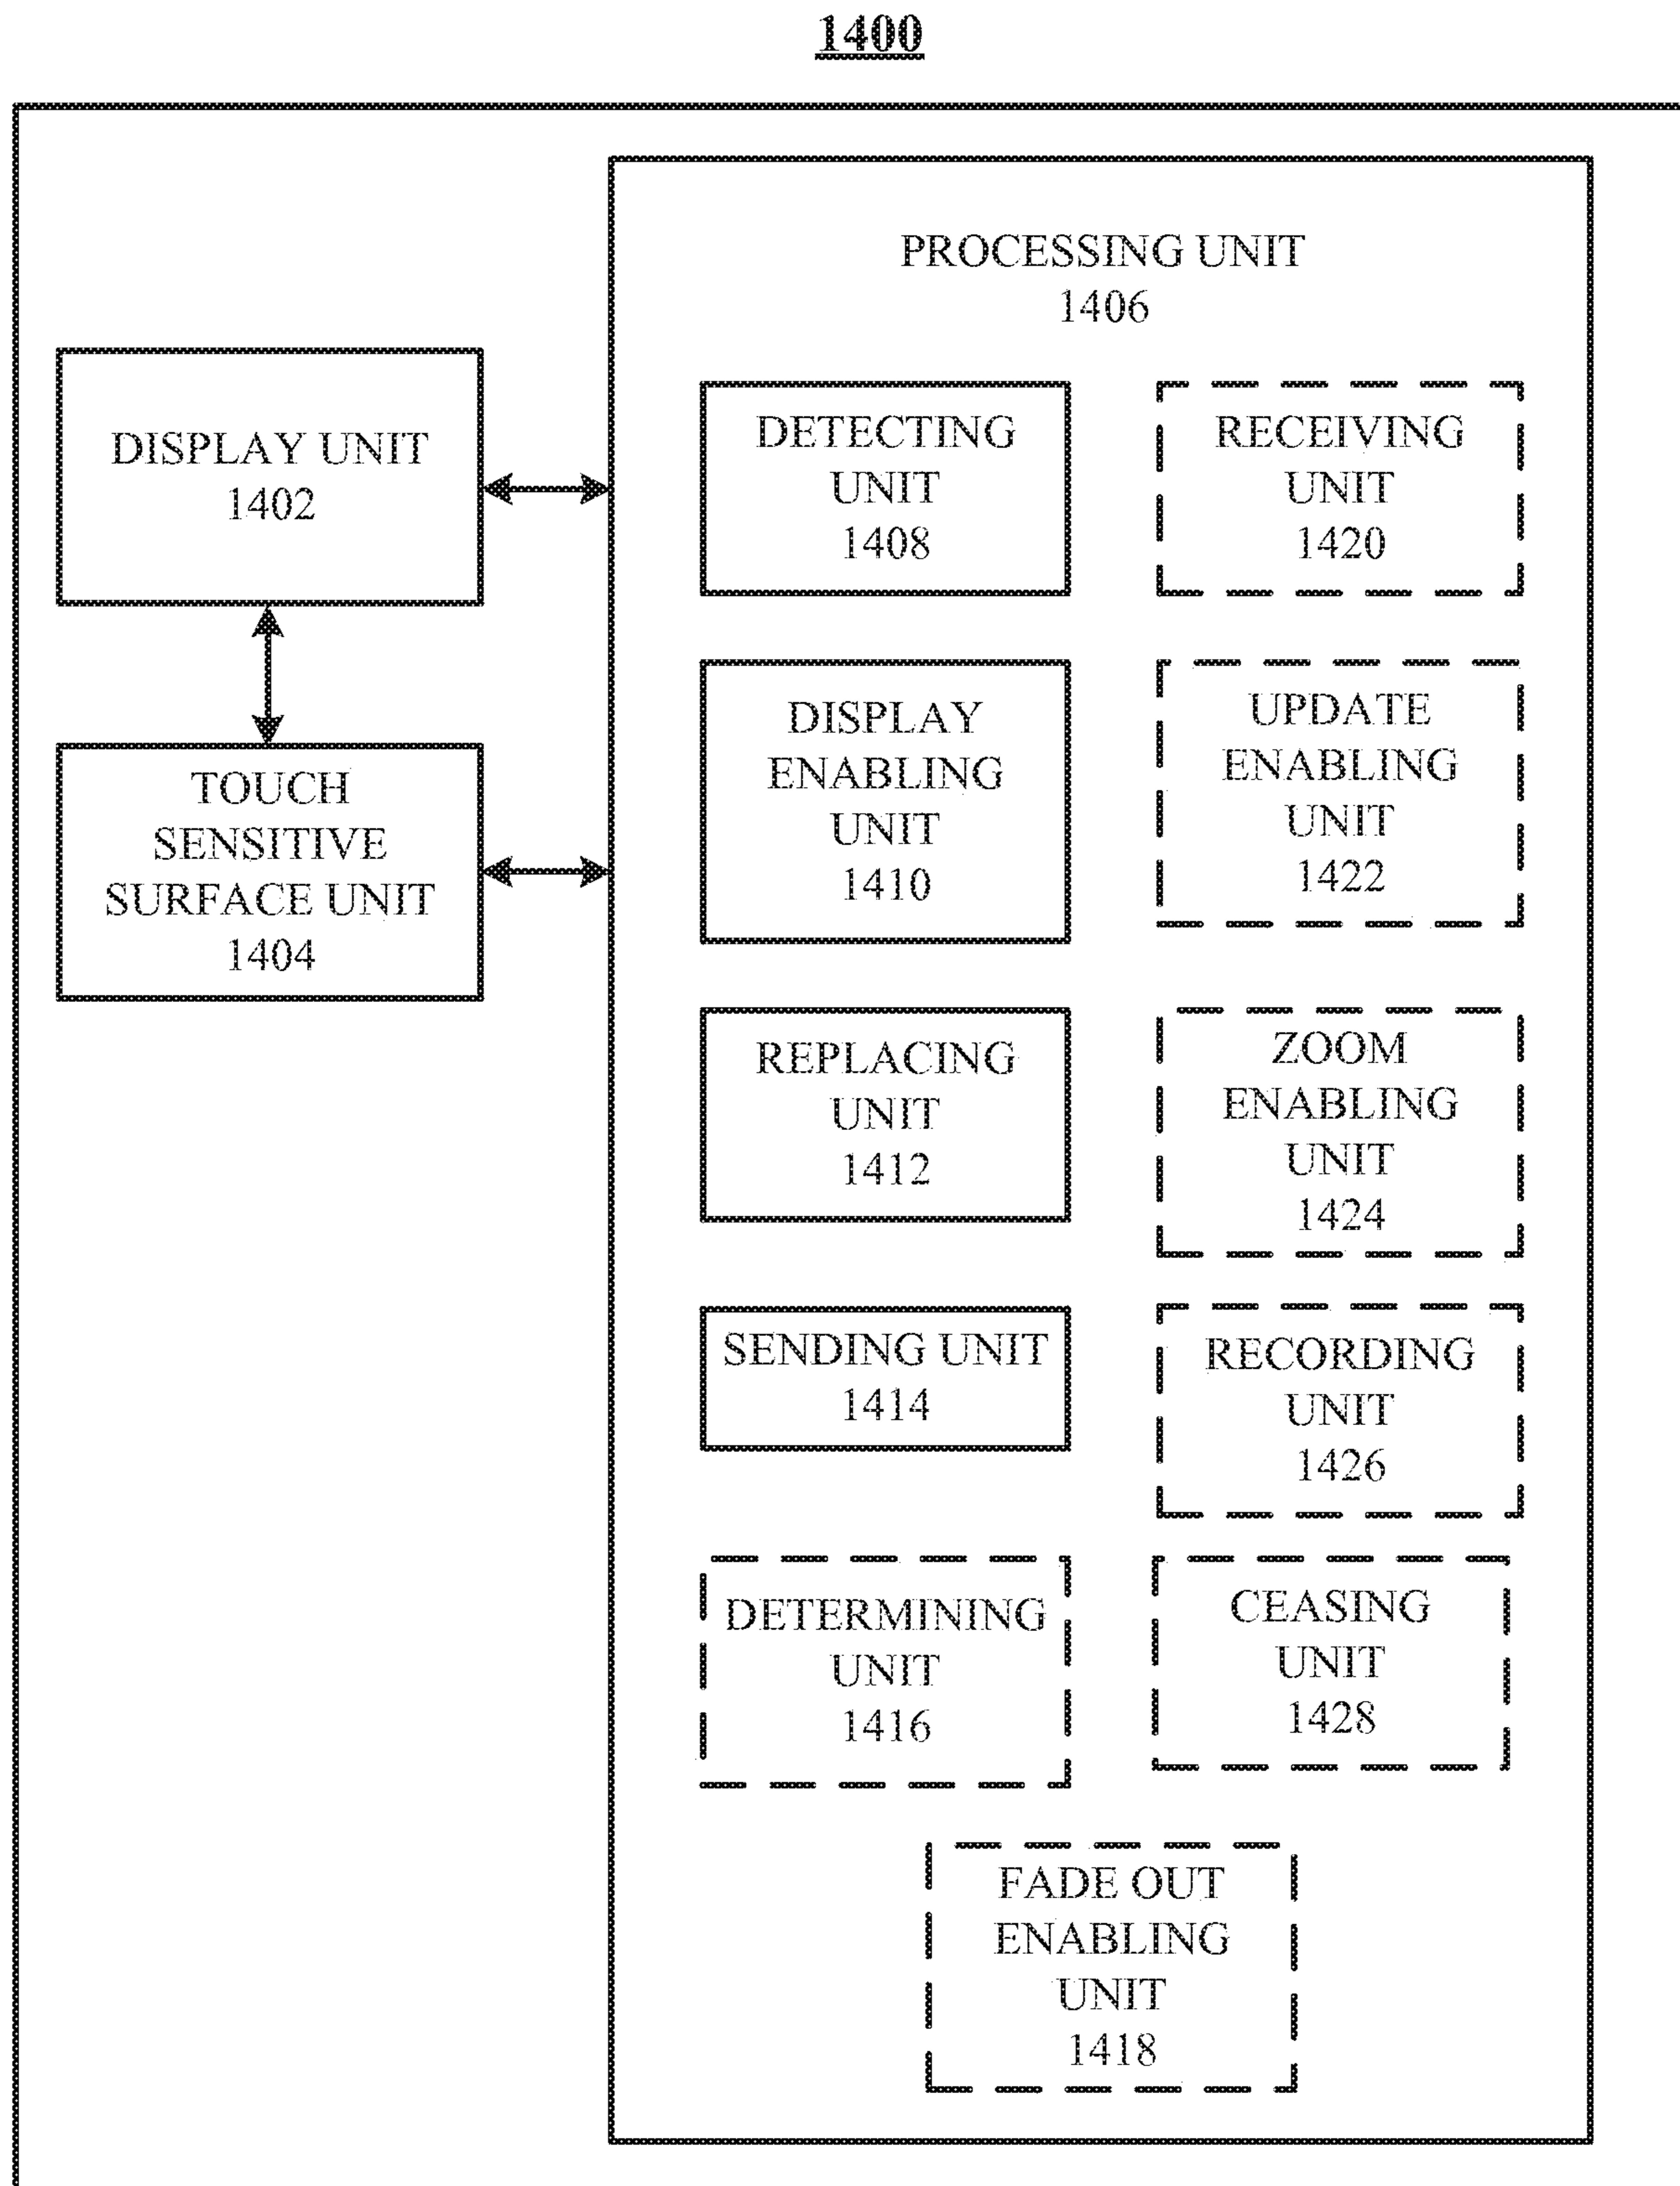 1400
PROCESSING UNIT
1406
DISPLAY UNIT
1402
TOUCH
SENSITIVE
SURFACE UNIT
1404
DETECTING
UNIT
1408
RECEIVING
UNIT
1420
DISPLAY
ENABLING
UNIT
1410
UPDATE
ENABLING
UNIT
1422
REPLACING
UNIT
1412
ZOOM
ENABLING
UNIT
1424
SENDING UNIT
1414
RECORDING
UNIT
1426
DETERMINING
UNIT
1416
CEASING
UNIT
1428
FADE OUT
ENABLING
UNIT
1418